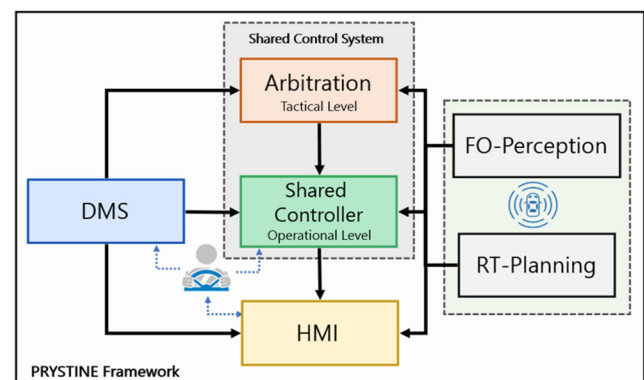 Shared Control System
Arbitration
Tactical Level
FO-Perception
DMS
Shared
Controller
Operational Level
RT-Planning
HMI
PRYSTINE Framework